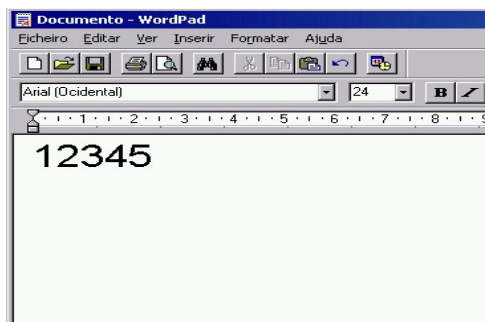 Documento - WordPad
Ficheiro Editar Ver Inserir Formatar Ajuda
Arial (Ocidental) 24 B I
1 2 3 4 5 6 7 8 9
12345